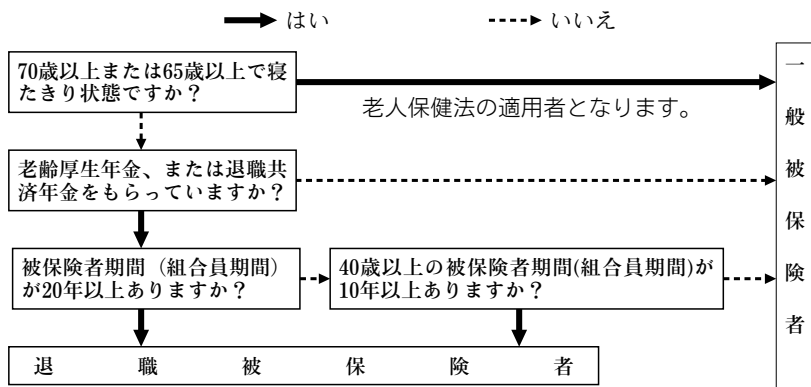 はい
いいえ
70歳以上または65歳以上で寝
たきり状態ですか？
老人保健法の適用者となります。
老齢厚生年金、または退職共
済年金をもらっていますか？
被保険者期間（組合員期間）
が20年以上ありますか？
40歳以上の被保険者期間(組合員期間)が
10年以上ありますか？
退職被保険者
一般被保険者